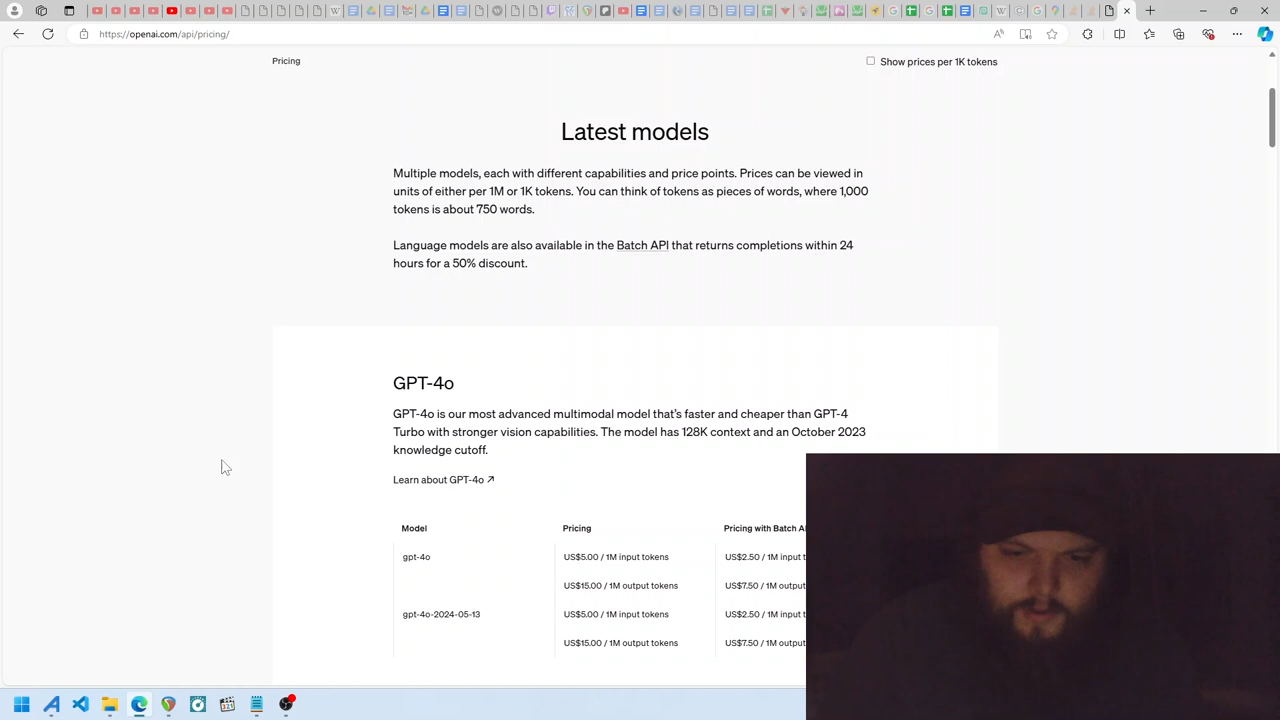 https://openai.com/api/pricing/
Pricing
Show prices per 1K tokens
Latest models
Multiple models, each with different capabilities and price points. Prices can be viewed in
units of either per 1M or 1K tokens. You can think of tokens as pieces of words, where 1,000
tokens is about 750 words.
Language models are also available in the Batch API that returns completions within 24
hours for a 50% discount.
GPT-4o
GPT-4o is our most advanced multimodal model that's faster and cheaper than GPT-4
Turbo with stronger vision capabilities. The model has 128K context and an October 2023
knowledge cutoff.
Learn about GPT-4o ↗
Model Pricing Pricing with Batch
gpt-4o US$5.00 / 1M input tokens US$2.50 / 1M input
US$15.00 / 1M output tokens US$7.50 / 1M output
gpt-4o-2024-05-13 US$5.00 / 1M input tokens US$2.50 / 1M input
US$15.00 / 1M output tokens US$7.50 / 1M output